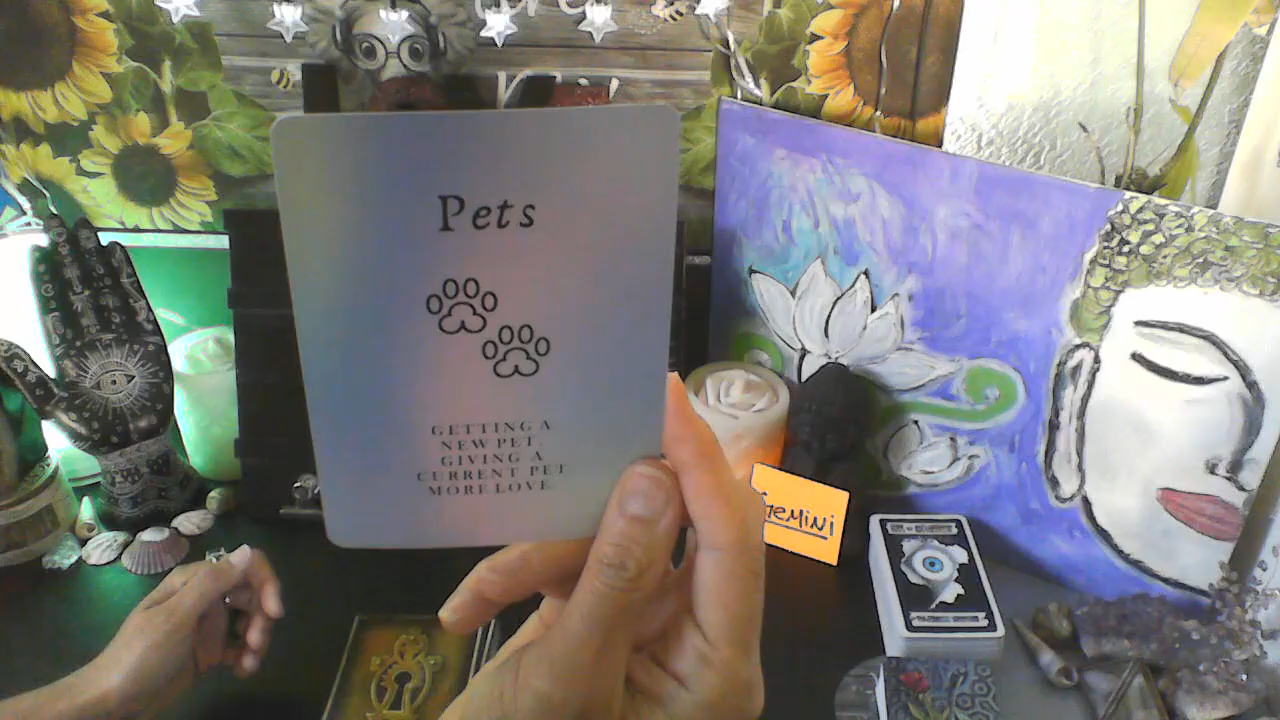 Pets
GETTING A
NEW PET.
GIVING A
CURRENT PET
MORE LOVE
GEMINI